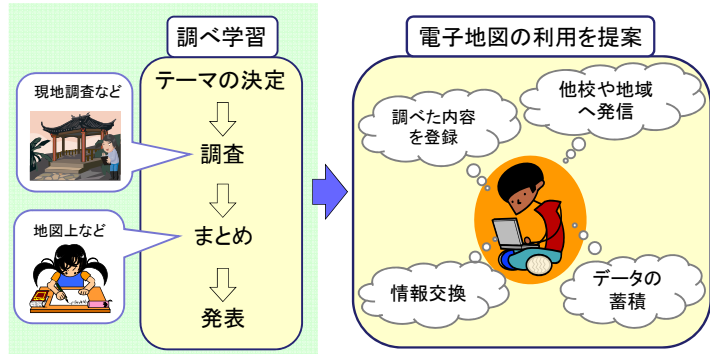 調べ学習
テーマの決定
現地調査など
調査
地図上など
まとめ
発表
電子地図の利用を提案
調べた内容
を登録
他校や地域
へ発信
情報交換
データの
蓄積